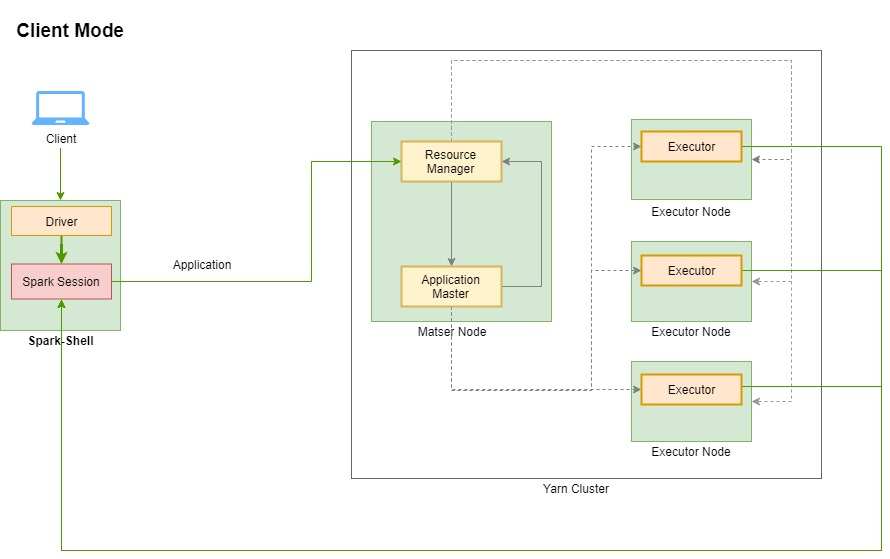 Client Mode
Client
Driver
Spark Session
Spark-Shell
Application
Resource
Manager
Application
Master
Matser Node
Executor
Executor Node
Executor
Executor Node
Executor
Executor Node
Yarn Cluster